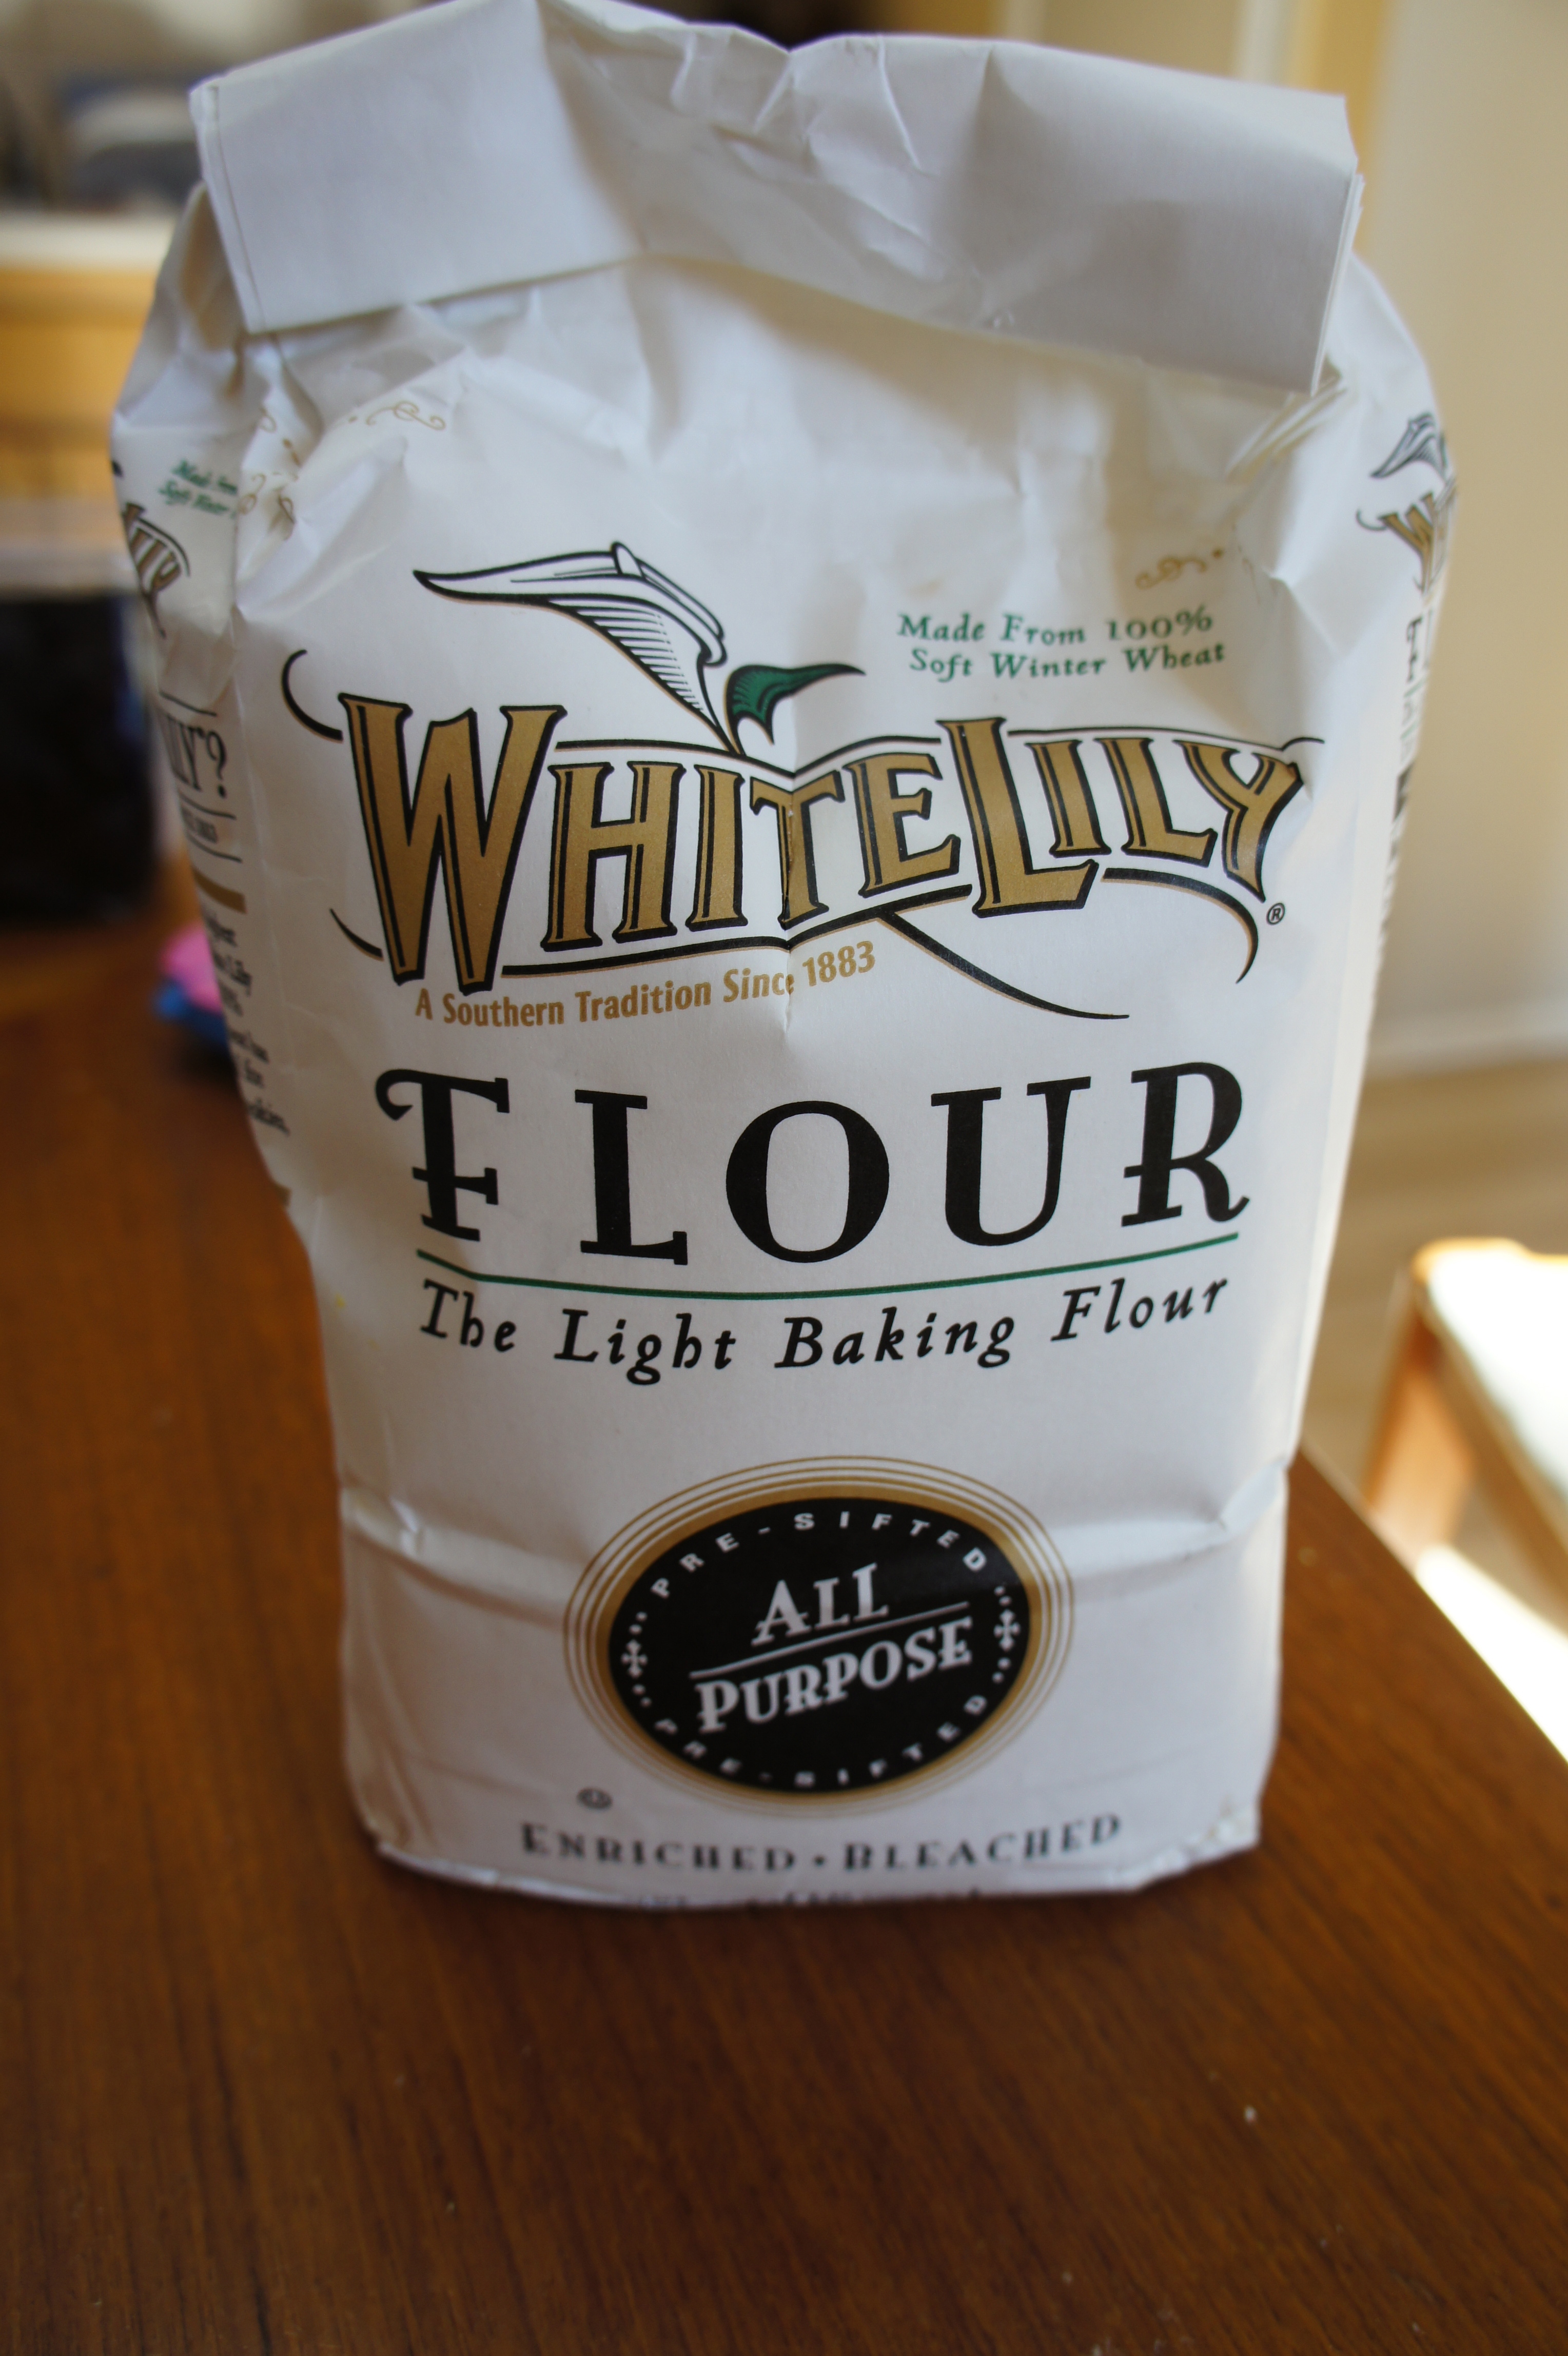 Made From 100%
Soft Winter Wheat
WHITE LILY®
A Southern Tradition Since 1883
FLOUR
The Light Baking Flour
PRE-SIFTED
ALL
PURPOSE
PRE-SIFTED
ENRICHED • BLEACHED